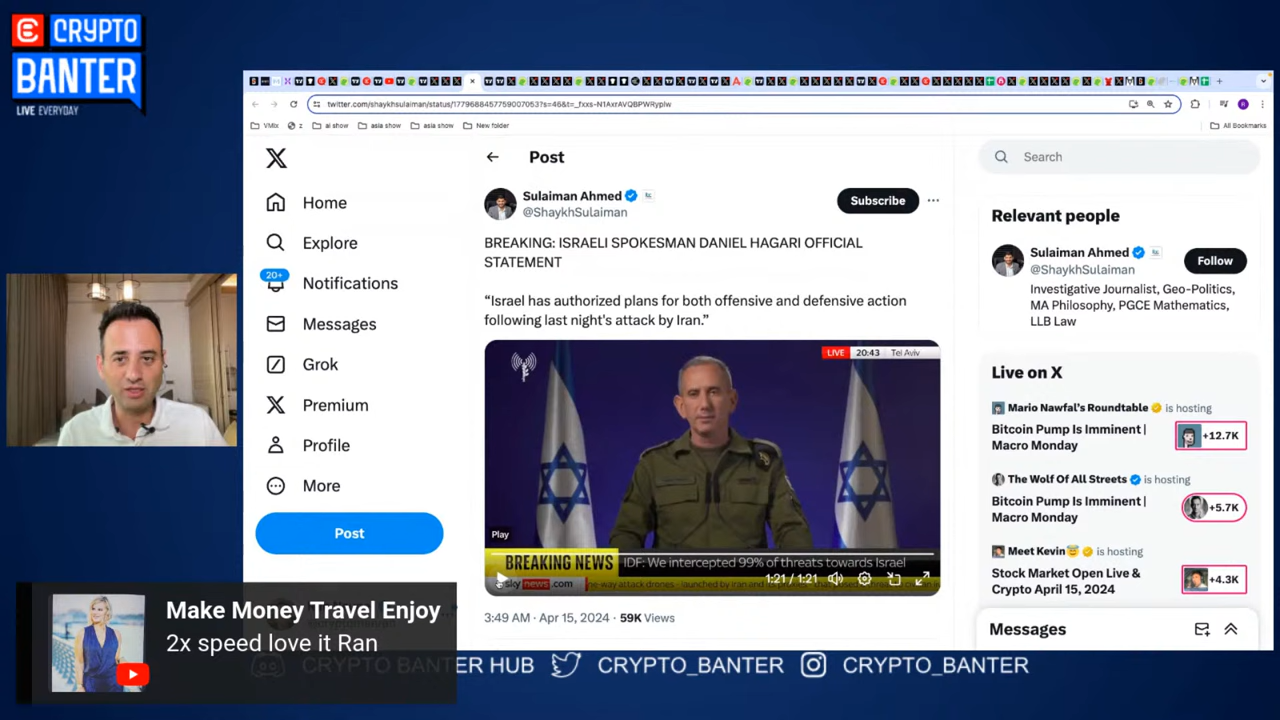 CRYPTO
BANTER
LIVE EVERYDAY
twitter.com/shaykhsulaiman/status/1779688457759007053?s=46&t=_fxxs-N1AxrAVQBPWRyplw
VMix
z
ai show
asia show
asia show
New folder
All Bookmarks
Home
Explore
20+
Notifications
Messages
Grok
Premium
Profile
More
Post
Post
Sulaiman Ahmed
@ShaykhSulaiman
Subscribe
BREAKING: ISRAELI SPOKESMAN DANIEL HAGARI OFFICIAL
STATEMENT
“Israel has authorized plans for both offensive and defensive action
following last night's attack by Iran.”
LIVE 20:43 Tel Aviv
Play
BREAKING NEWS
IDF: We intercepted 99% of threats towards Israel
sky news.com
one-way attack drones - launched by Iran and
1:21 / 1:21
3:49 AM · Apr 15, 2024 · 59K Views
Search
Relevant people
Sulaiman Ahmed
@ShaykhSulaiman
Follow
Investigative Journalist, Geo-Politics,
MA Philosophy, PGCE Mathematics,
LLB Law
Live on X
Mario Nawfal's Roundtable is hosting
Bitcoin Pump Is Imminent |
Macro Monday
+12.7K
The Wolf Of All Streets is hosting
Bitcoin Pump Is Imminent |
Macro Monday
+5.7K
Meet Kevin is hosting
Stock Market Open Live &
Crypto April 15, 2024
+4.3K
Messages
Make Money Travel Enjoy
2x speed love it Ran
CRYPTO BANTER HUB
CRYPTO_BANTER
CRYPTO_BANTER